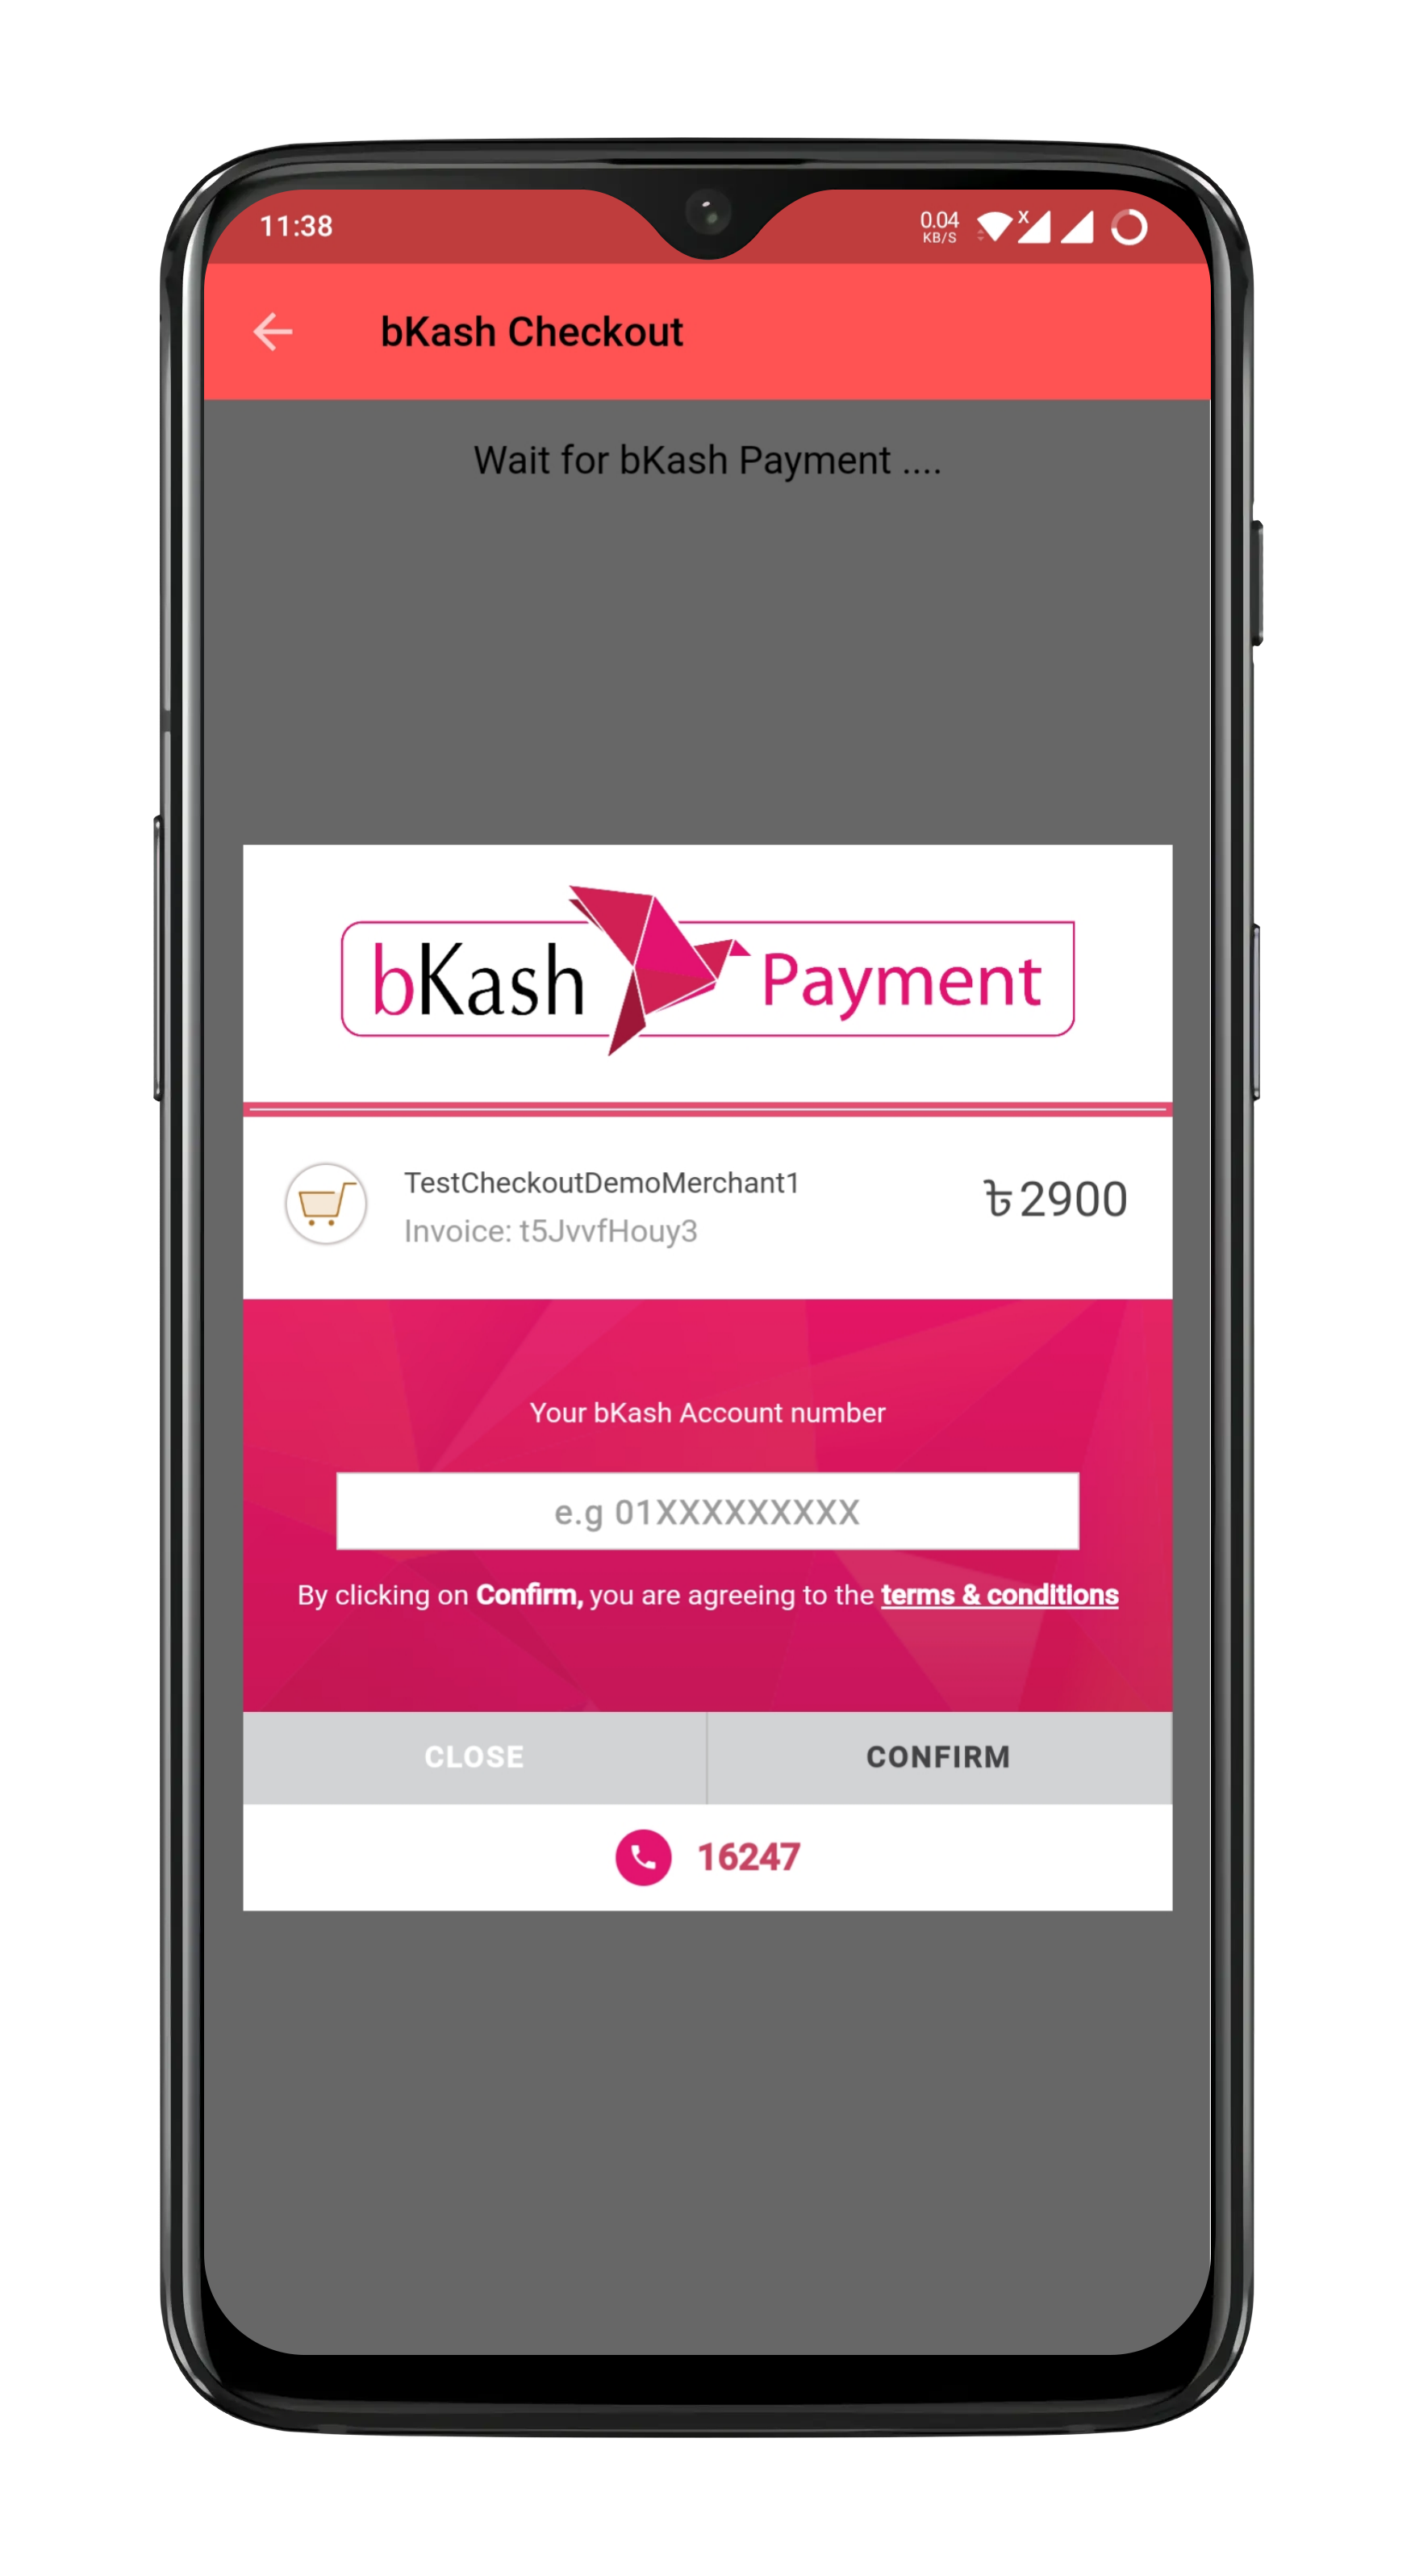 11:38
0.04
KB/S
x
bKash Checkout
Wait for bKash Payment ....
bKash Payment
TestCheckoutDemoMerchant1
৳2900
Invoice: t5JvvfHouy3
Your bKash Account number
e.g 01XXXXXXXXX
By clicking on Confirm, you are agreeing to the terms & conditions
CLOSE
CONFIRM
16247